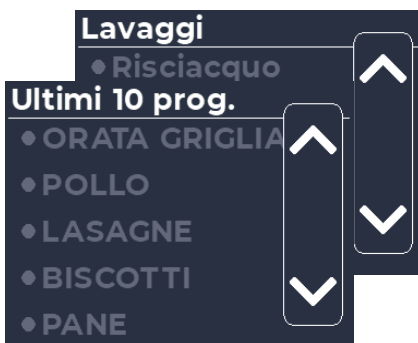 Lavaggi
Risciacquo
Ultimi 10 prog.
ORATA GRIGLIA
POLLO
LASAGNE
BISCOTTI
PANE